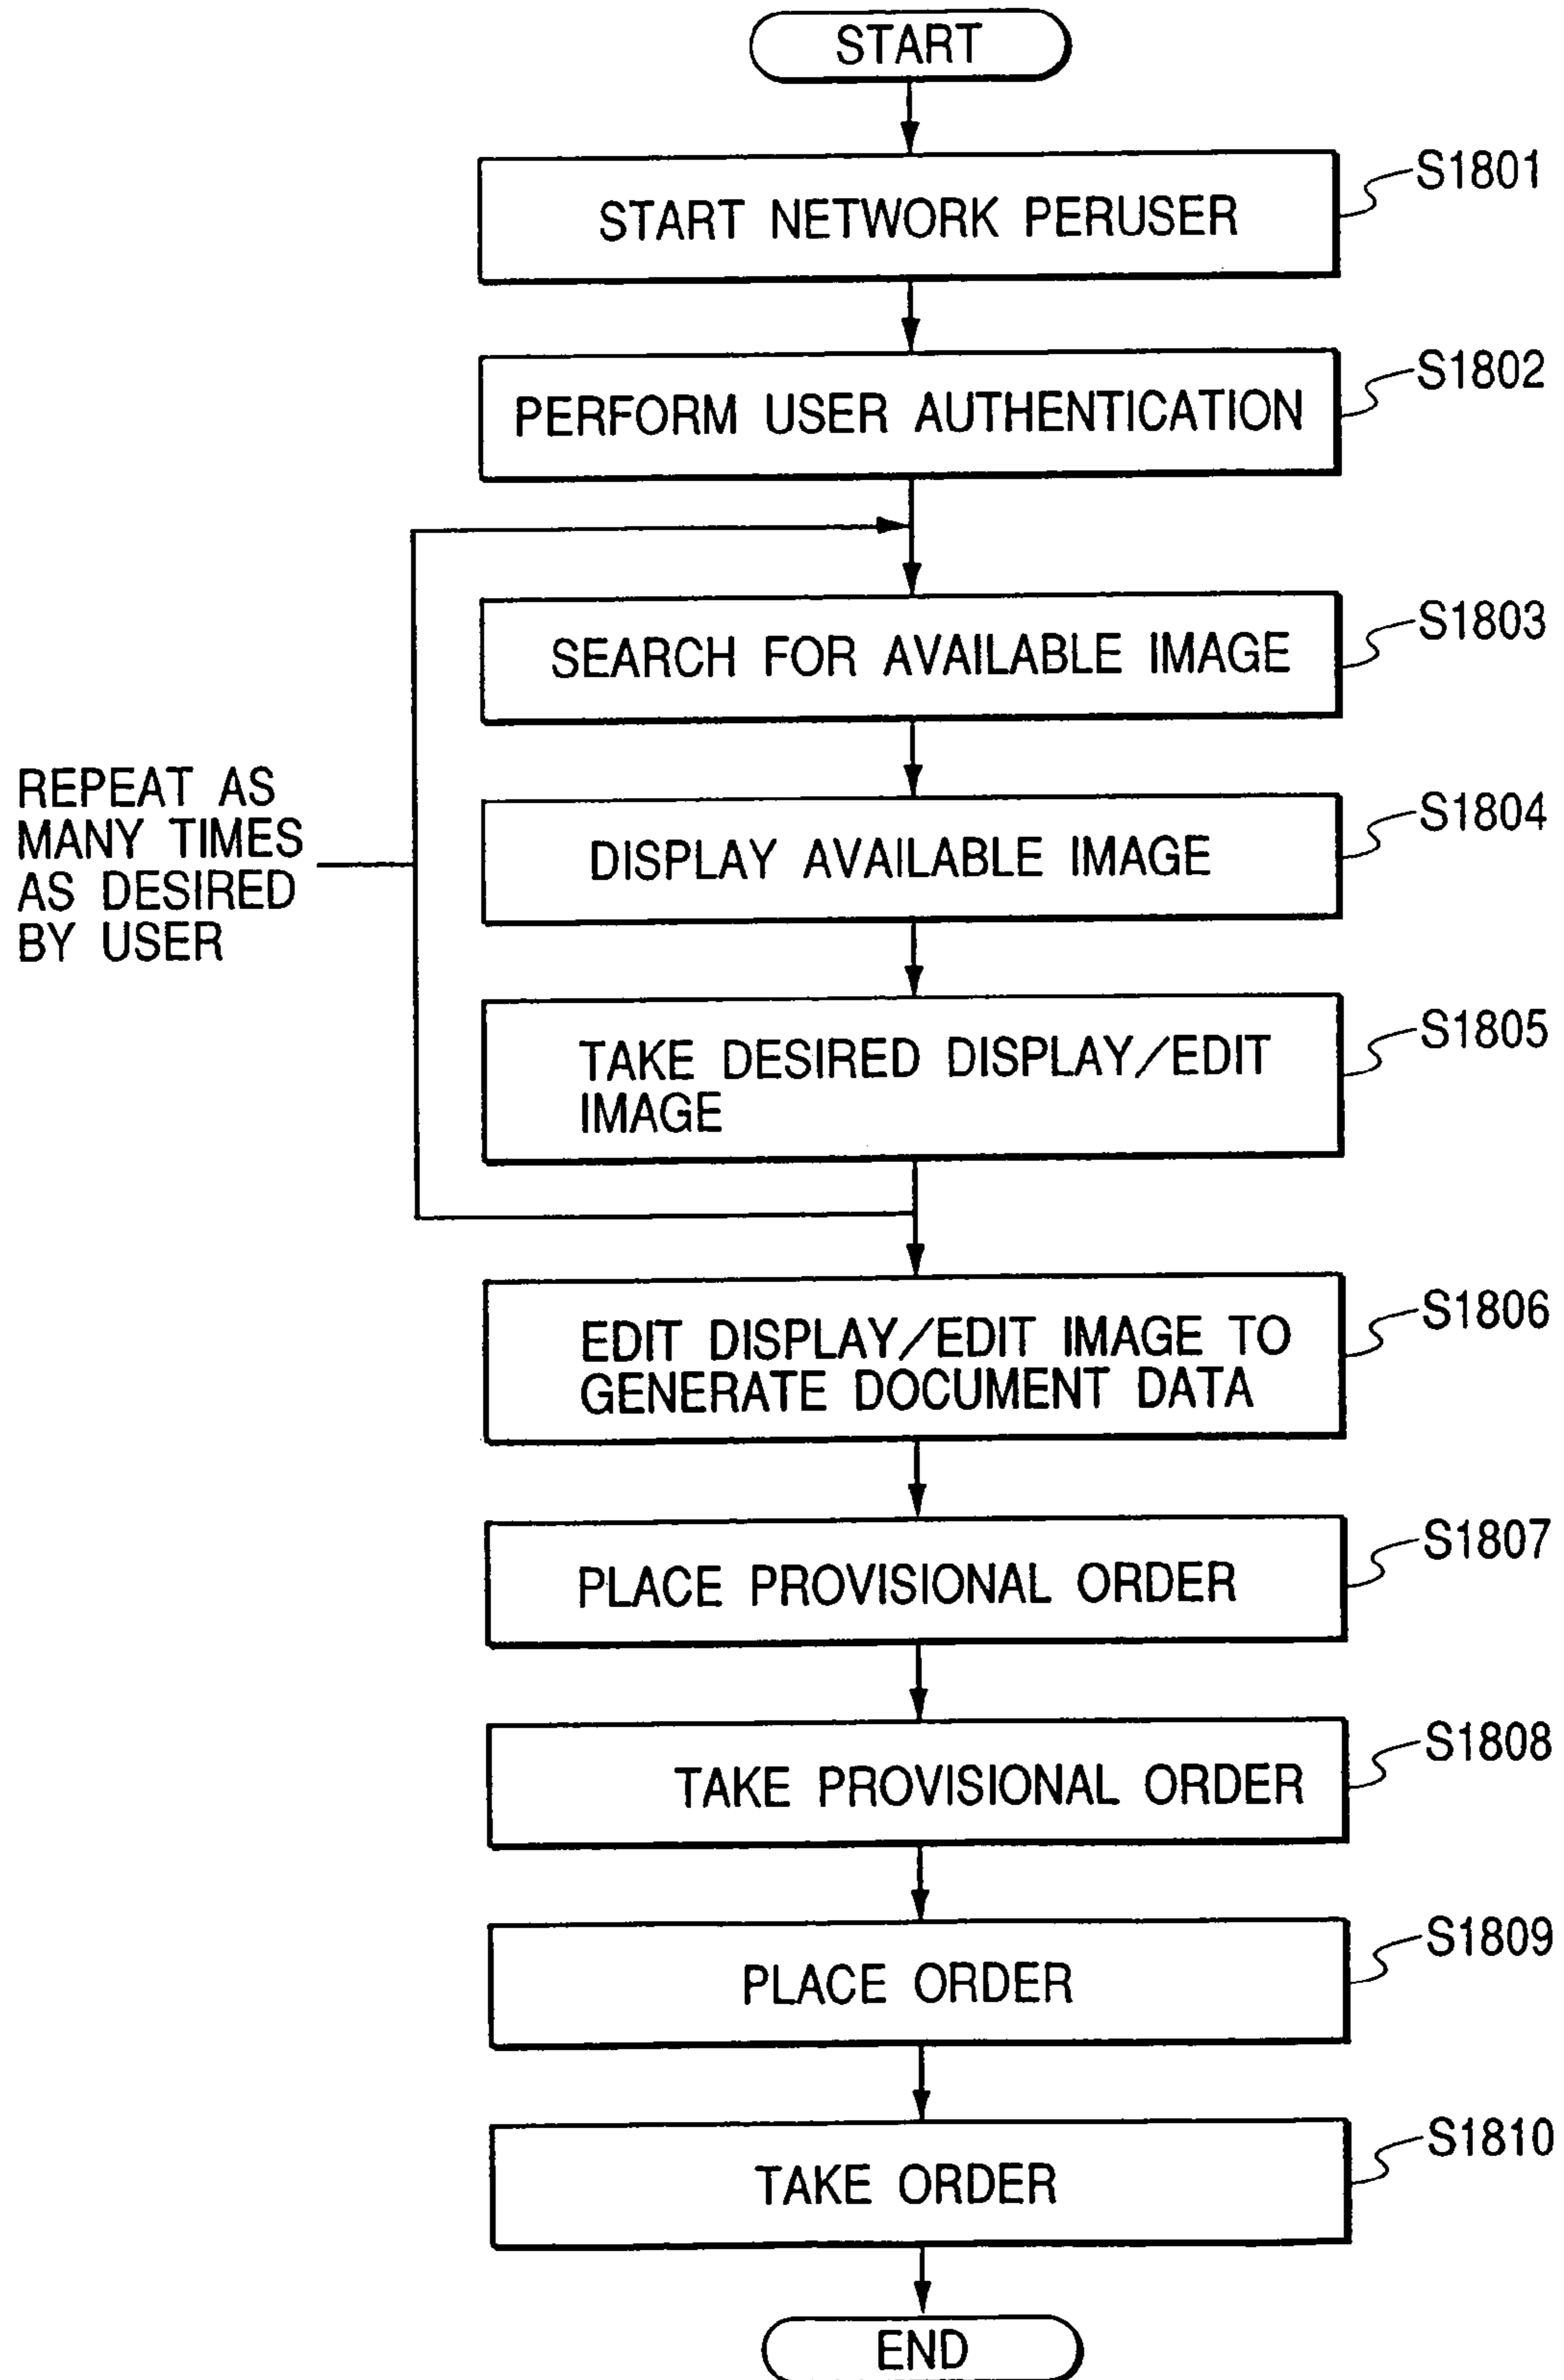 START
START NETWORK PERUSER
S1801
PERFORM USER AUTHENTICATION
S1802
SEARCH FOR AVAILABLE IMAGE
S1803
REPEAT AS
MANY TIMES
AS DESIRED
BY USER
DISPLAY AVAILABLE IMAGE
S1804
TAKE DESIRED DISPLAY/EDIT
IMAGE
S1805
EDIT DISPLAY/EDIT IMAGE TO
GENERATE DOCUMENT DATA
S1806
PLACE PROVISIONAL ORDER
S1807
TAKE PROVISIONAL ORDER
S1808
PLACE ORDER
S1809
TAKE ORDER
S1810
END